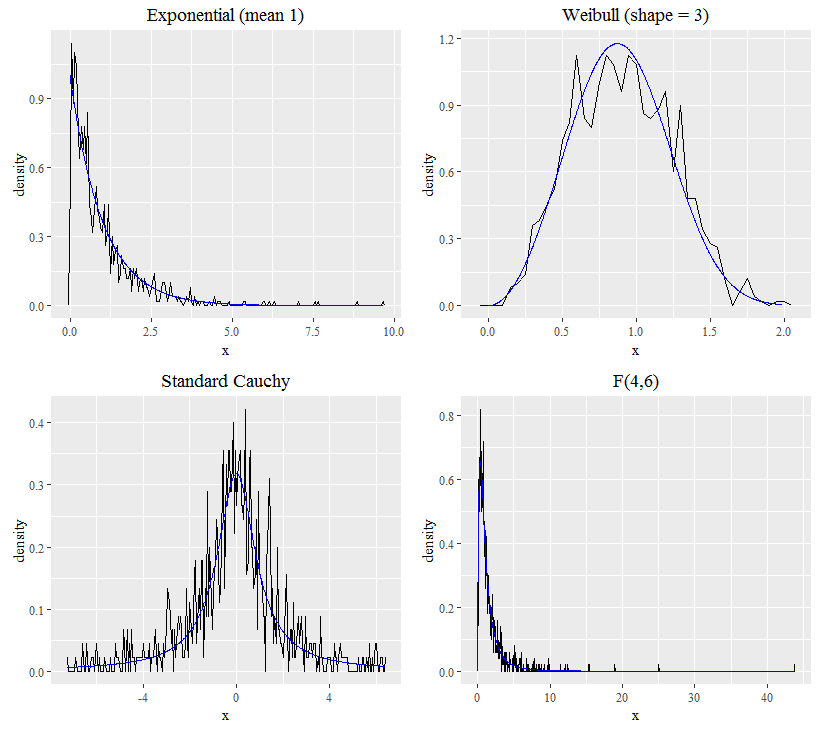 Exponential (mean 1)
density
0.9
0.6
0.3
0.0
0.0 2.5 5.0 7.5 10.0
x
Weibull (shape = 3)
density
1.2
0.9
0.6
0.3
0.0
0.0 0.5 1.0 1.5 2.0
x
Standard Cauchy
density
0.4
0.3
0.2
0.1
0.0
-4 0 4
x
F(4,6)
density
0.8
0.6
0.4
0.2
0.0
0 10 20 30 40
x